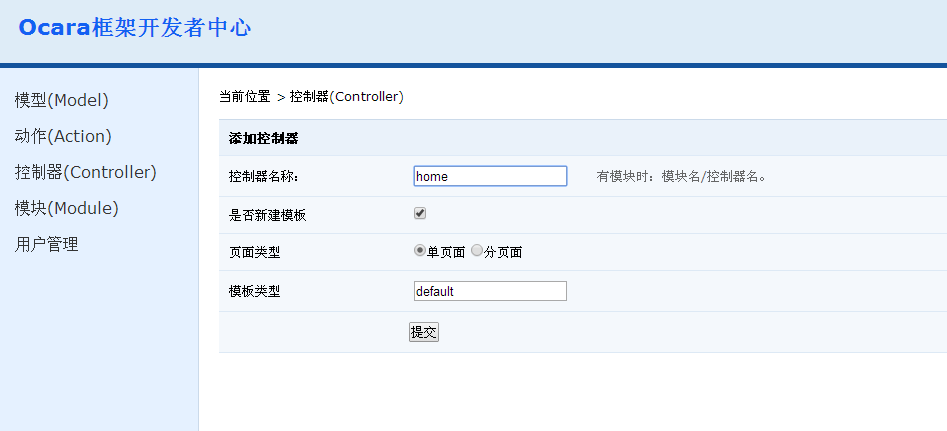 Ocara框架开发者中心
模型(Model)
动作(Action)
控制器(Controller)
模块(Module)
用户管理
当前位置 > 控制器(Controller)
添加控制器
控制器名称： home 有模块时：模块名/控制器名。
是否新建模板
页面类型 单页面 分页面
模板类型 default
提交